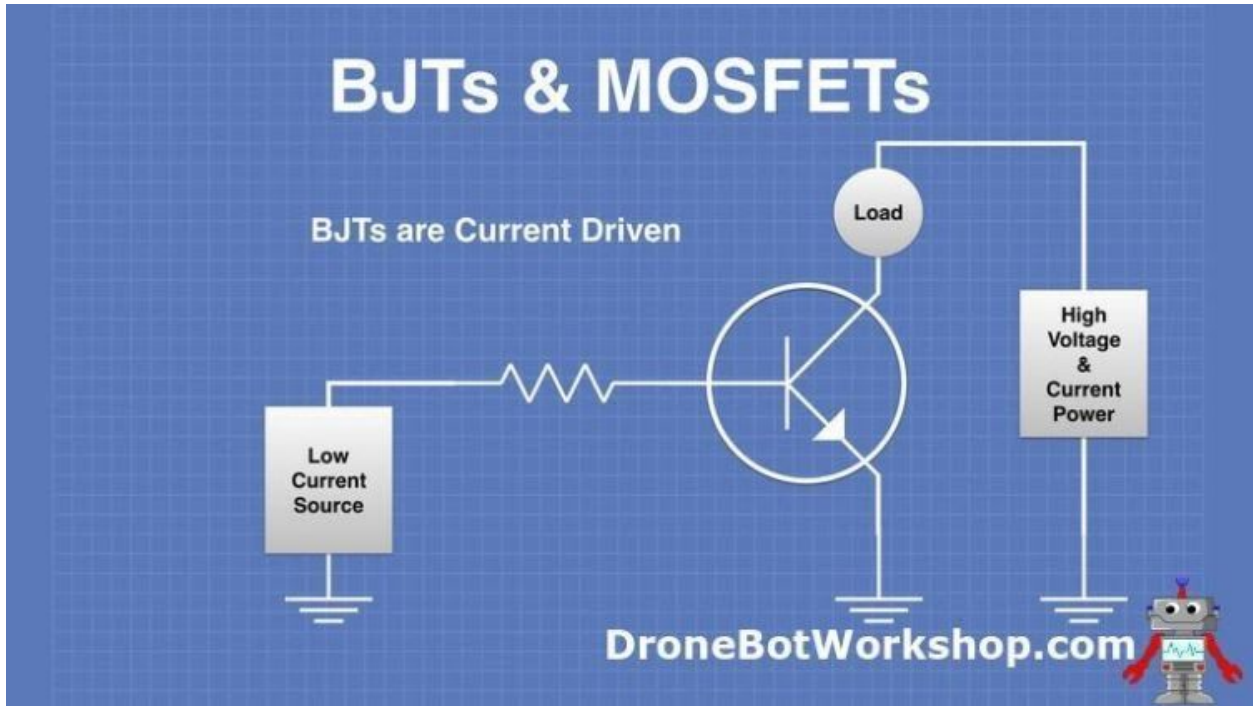 BJTs & MOSFETs
BJTs are Current Driven
Load
High
Voltage
&
Current
Power
Low
Current
Source
DroneBotWorkshop.com